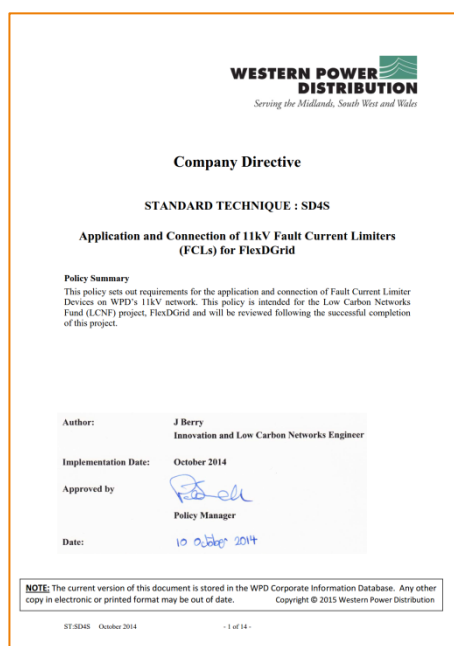 WESTERN POWER
DISTRIBUTION
Serving the Midlands, South West and Wales
Company Directive
STANDARD TECHNIQUE : SD4S
Application and Connection of 11kV Fault Current Limiters
(FCLs) for FlexDGrid
Policy Summary
This policy sets out requirements for the application and connection of Fault Current Limiter
Devices on WPD's 11kV network. This policy is intended for the Low Carbon Networks
Fund (LCNF) project, FlexDGrid and will be reviewed following the successful completion
of this project.
Author: J Berry
Innovation and Low Carbon Networks Engineer
Implementation Date: October 2014
Approved by
Policy Manager
Date: 10 October 2014
NOTE: The current version of this document is stored in the WPD Corporate Information Database. Any other
copy in electronic or printed format may be out of date. Copyright © 2015 Western Power Distribution
ST:SD4S October 2014 - 1 of 14 -